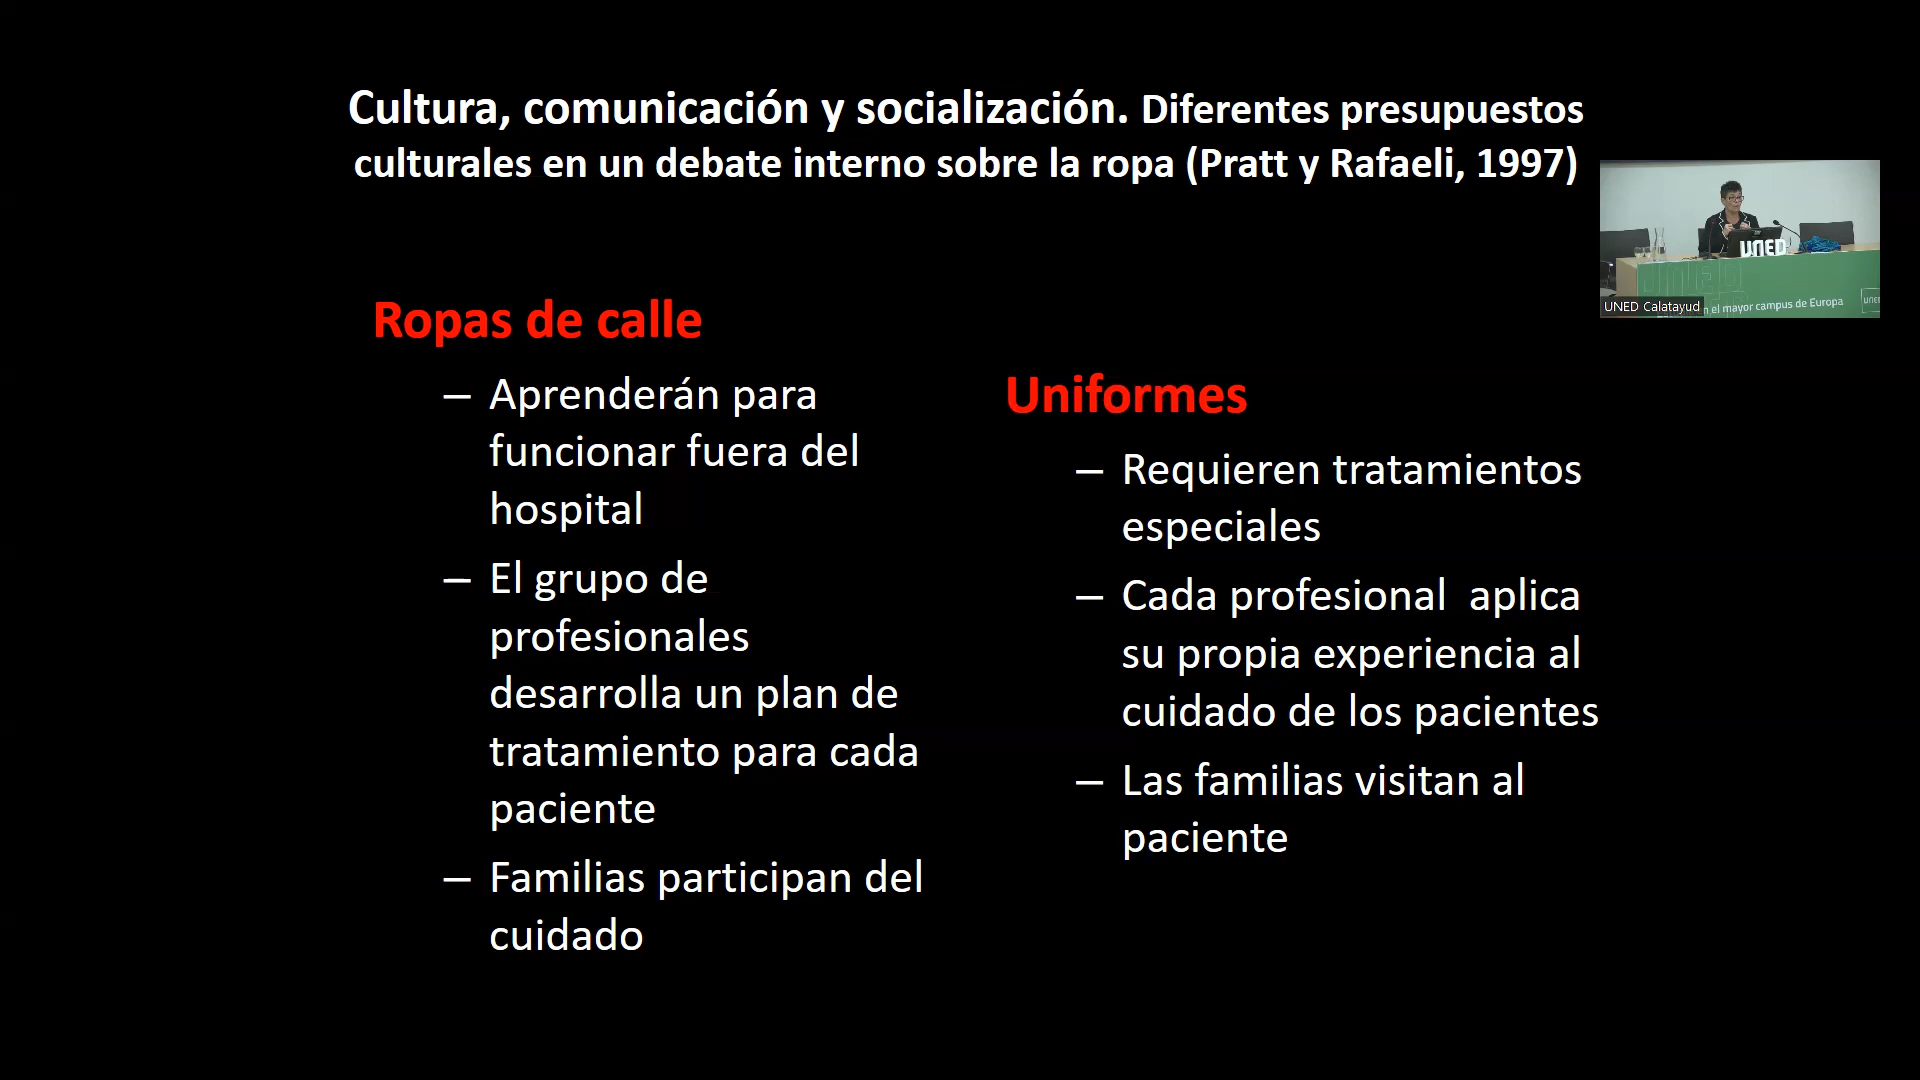 Cultura, comunicación y socialización. Diferentes presupuestos
culturales en un debate interno sobre la ropa (Pratt y Rafaeli, 1997)
Ropas de calle
– Aprenderán para
funcionar fuera del
hospital
– El grupo de
profesionales
desarrolla un plan de
tratamiento para cada
paciente
– Familias participan del
cuidado
Uniformes
– Requieren tratamientos
especiales
– Cada profesional  aplica
su propia experiencia al
cuidado de los pacientes
– Las familias visitan al
paciente
UNED
UNED Calatayud
el mayor campus de Europa
UNED